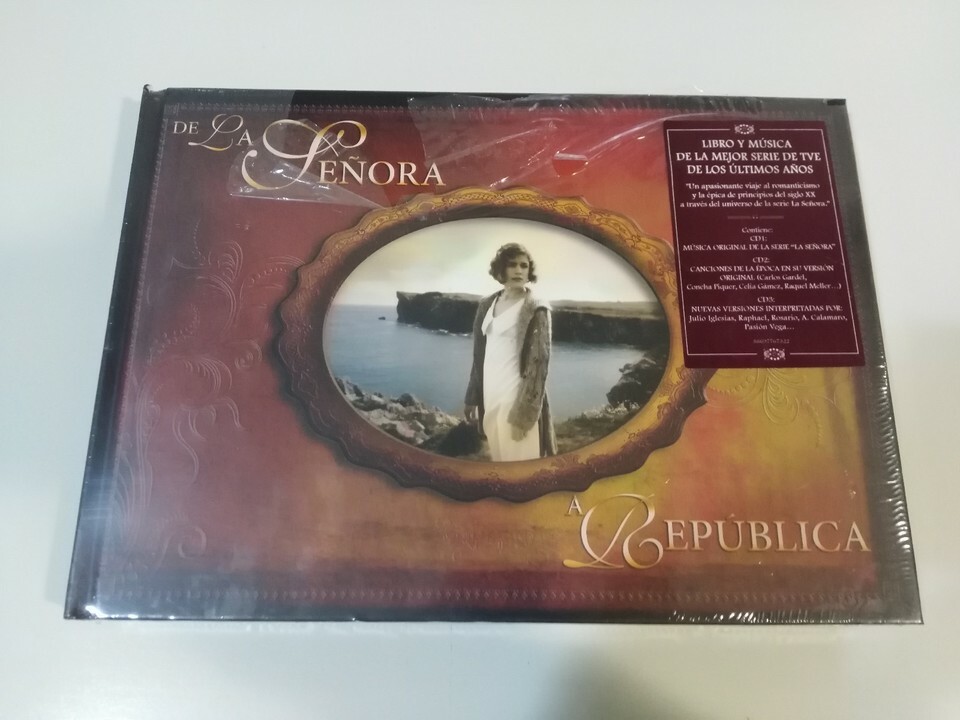 DE LA SEÑORA
A REPÚBLICA
LIBRO Y MÚSICA
DE LA MEJOR SERIE DE TVE
DE LOS ÚLTIMOS AÑOS
"Un apasionante viaje al romanticismo
y la épica de principios del siglo XX
a través del universo de la serie La Señora."
Contiene:
CD1:
MÚSICA ORIGINAL DE LA SERIE "LA SEÑORA"
CD2:
CANCIONES DE LA ÉPOCA EN SU VERSIÓN
ORIGINAL (Carlos Gardel,
Concha Piquer, Celia Gámez, Raquel Meller...)
CD3:
NUEVAS VERSIONES INTERPRETADAS POR:
Julio Iglesias, Raphael, Rosario, A. Calamaro,
Pasión Vega...